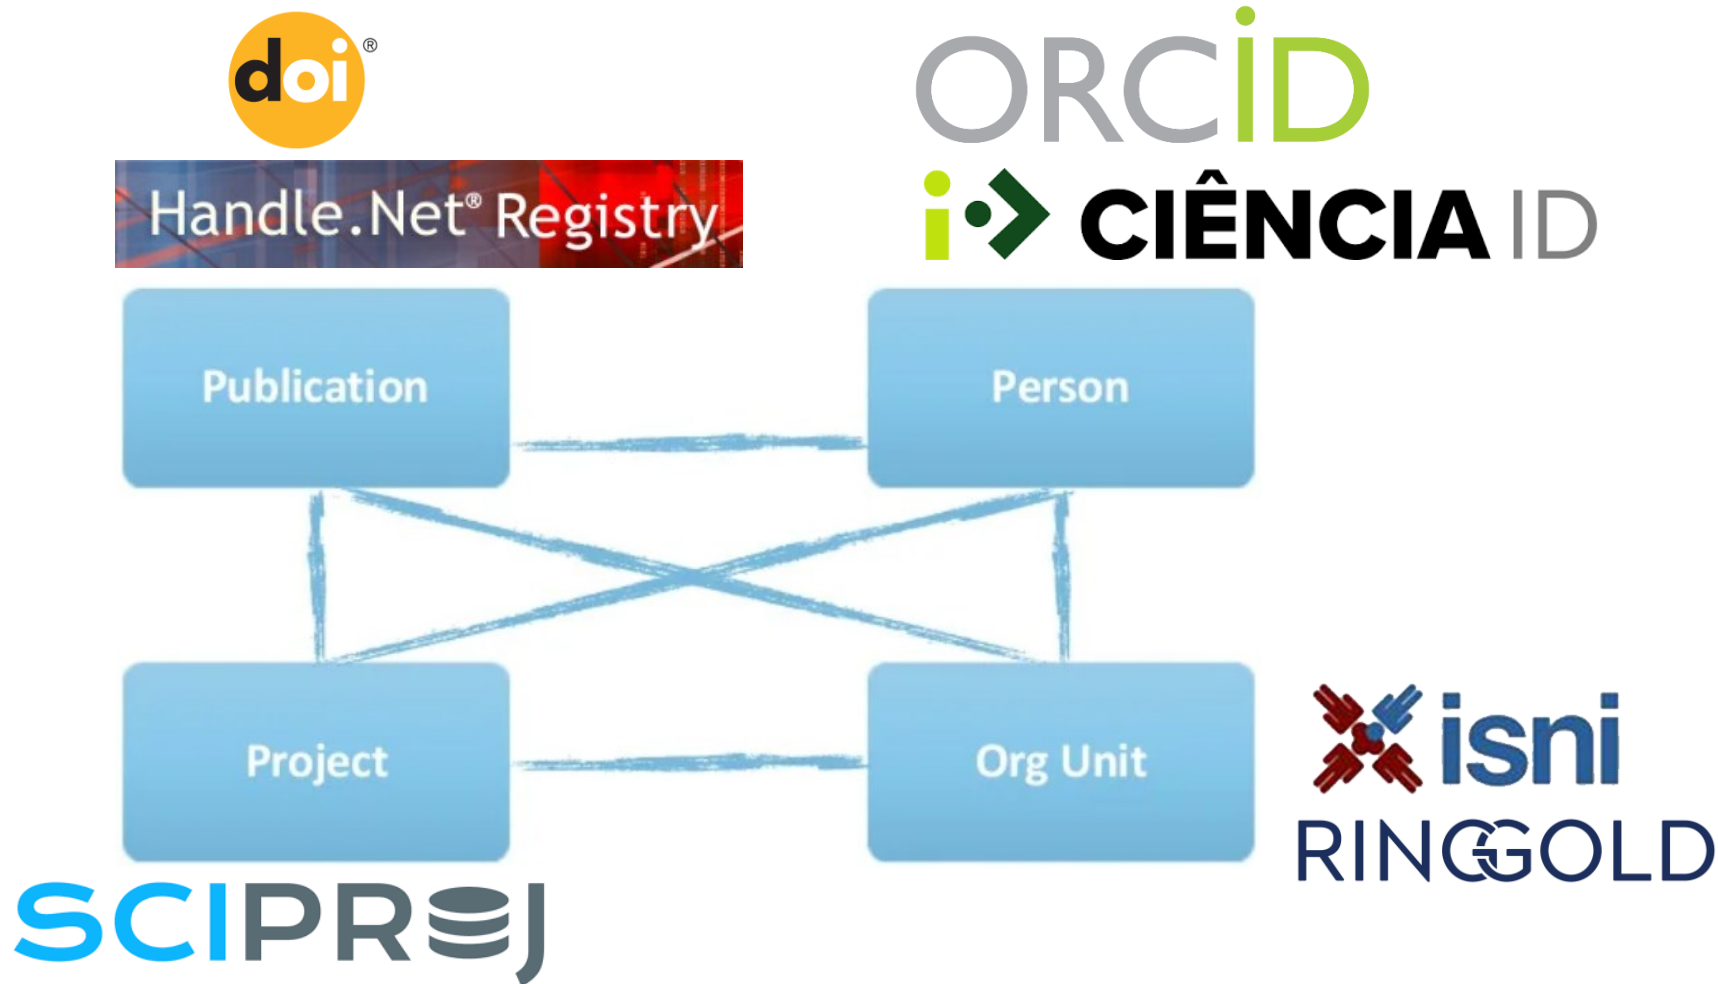 doi®
ORCID
Handle.Net® Registry
CIÊNCIA ID
Publication
Person
Project
Org Unit
isni
RINGGOLD
SCIPROJ